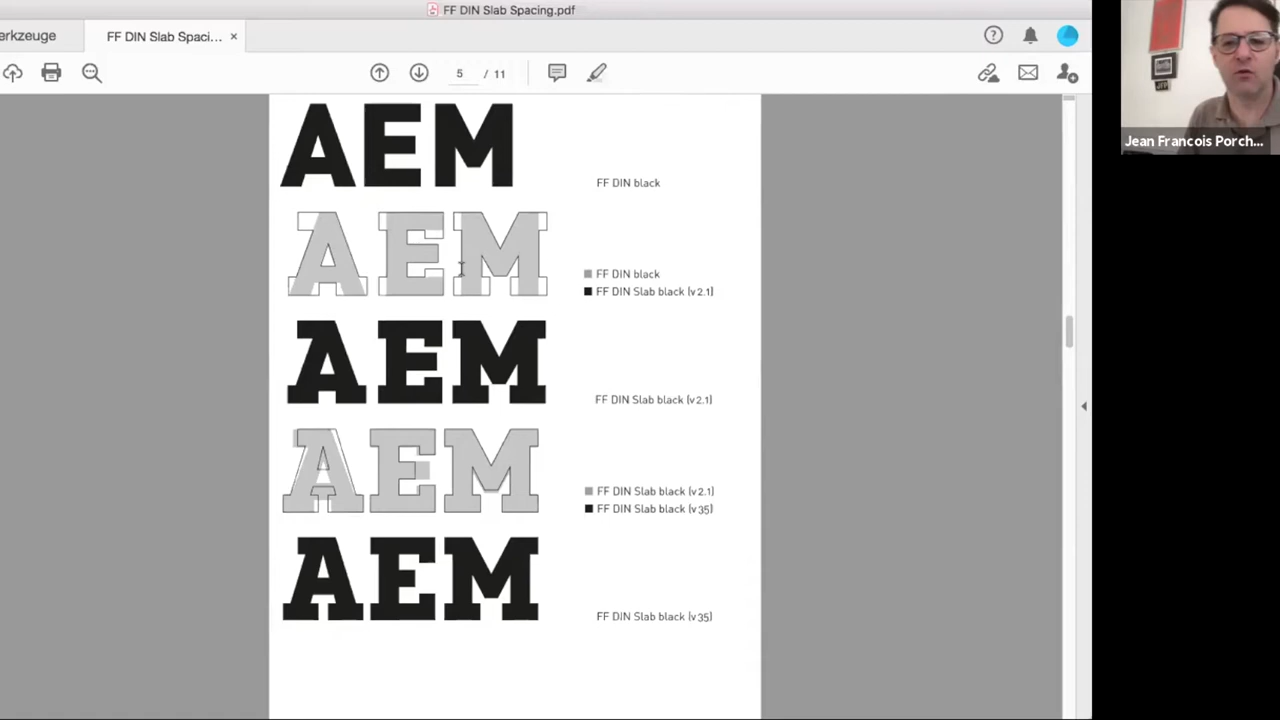 FF DIN Slab Spacing.pdf
erkzeuge
FF DIN Slab Spaci... ×
5 / 11
AEM
FF DIN black
AEM
FF DIN black
FF DIN Slab black (v2.1)
AEM
FF DIN Slab black (v2.1)
AEM
FF DIN Slab black (v2.1)
FF DIN Slab black (v35)
AEM
FF DIN Slab black (v35)
JFP
Jean Francois Porch...